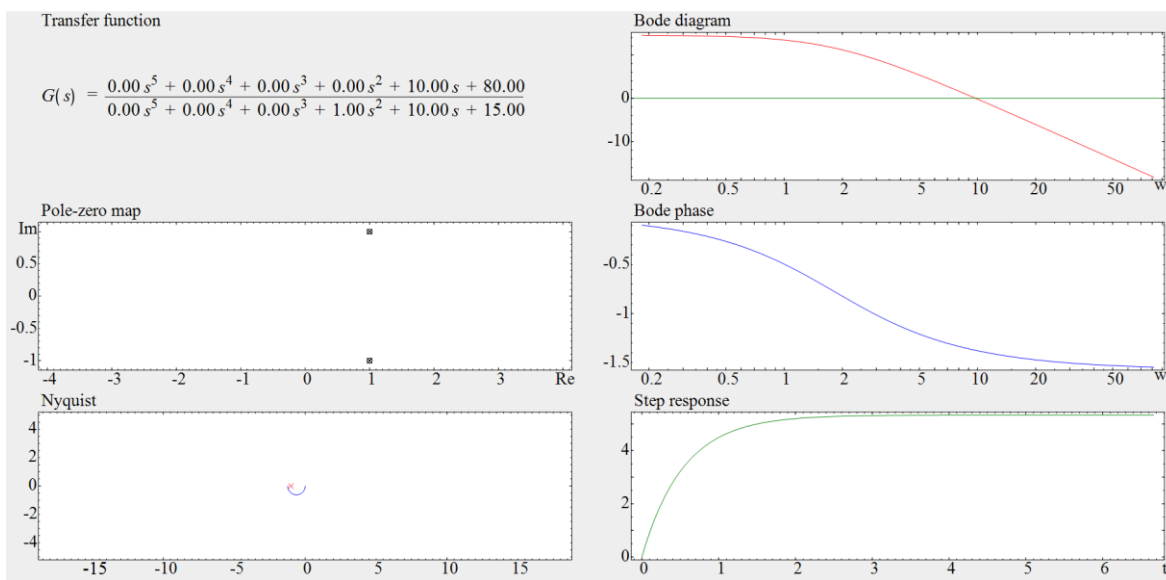 Transfer function
G(s) = 0.00 s^5 + 0.00 s^4 + 0.00 s^3 + 0.00 s^2 + 10.00 s + 80.00
0.00 s^5 + 0.00 s^4 + 0.00 s^3 + 1.00 s^2 + 10.00 s + 15.00
Bode diagram
0
-10
0.2 0.5 1 2 5 10 20 50 w
Pole-zero map
Im
0.5
0
-0.5
-1
-4 -3 -2 -1 0 1 2 3 Re
Bode phase
-0.5
-1
-1.5
0.2 0.5 1 2 5 10 20 50 w
Nyquist
4
2
0
-2
-4
-15 -10 -5 0 5 10 15
Step response
4
2
0
0 1 2 3 4 5 6 t